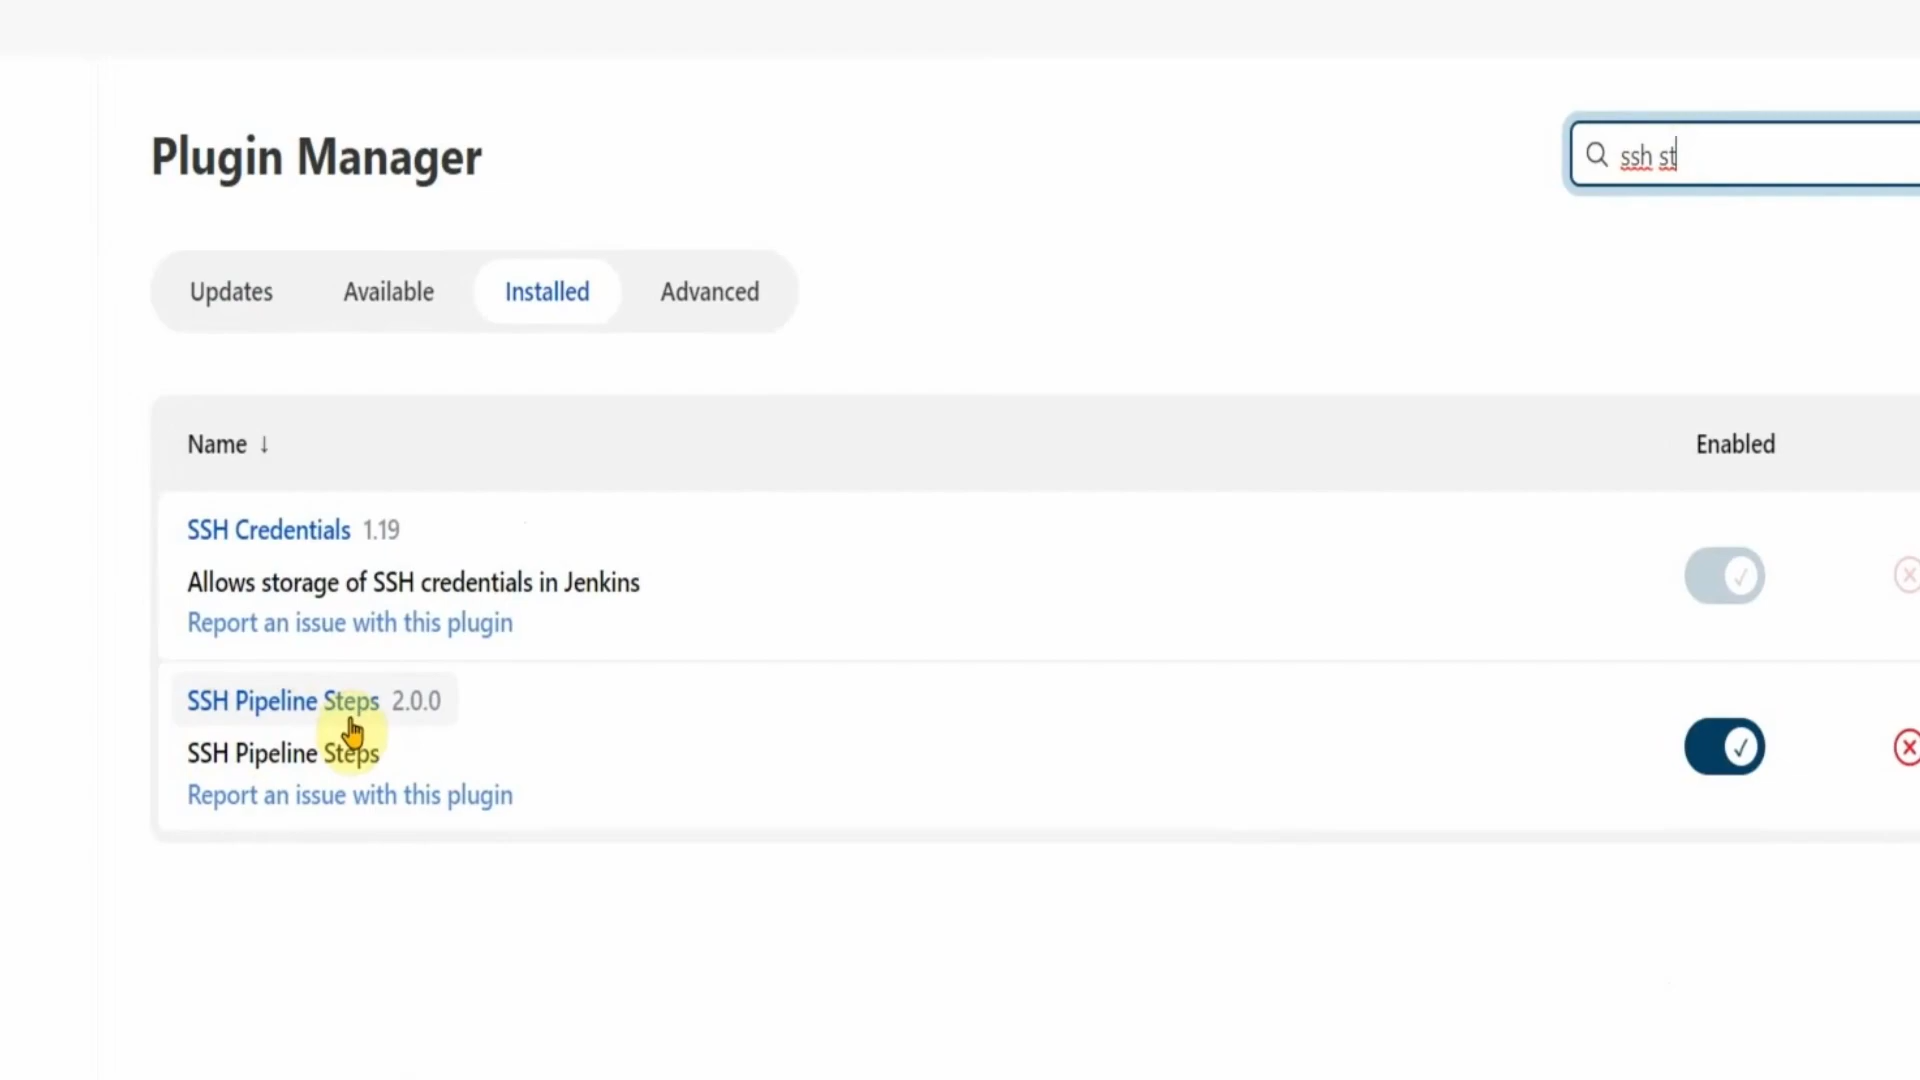 Plugin Manager
ssh st
Updates Available Installed Advanced
Name ↓ Enabled
SSH Credentials 1.19
Allows storage of SSH credentials in Jenkins
Report an issue with this plugin
SSH Pipeline Steps 2.0.0
SSH Pipeline Steps
Report an issue with this plugin